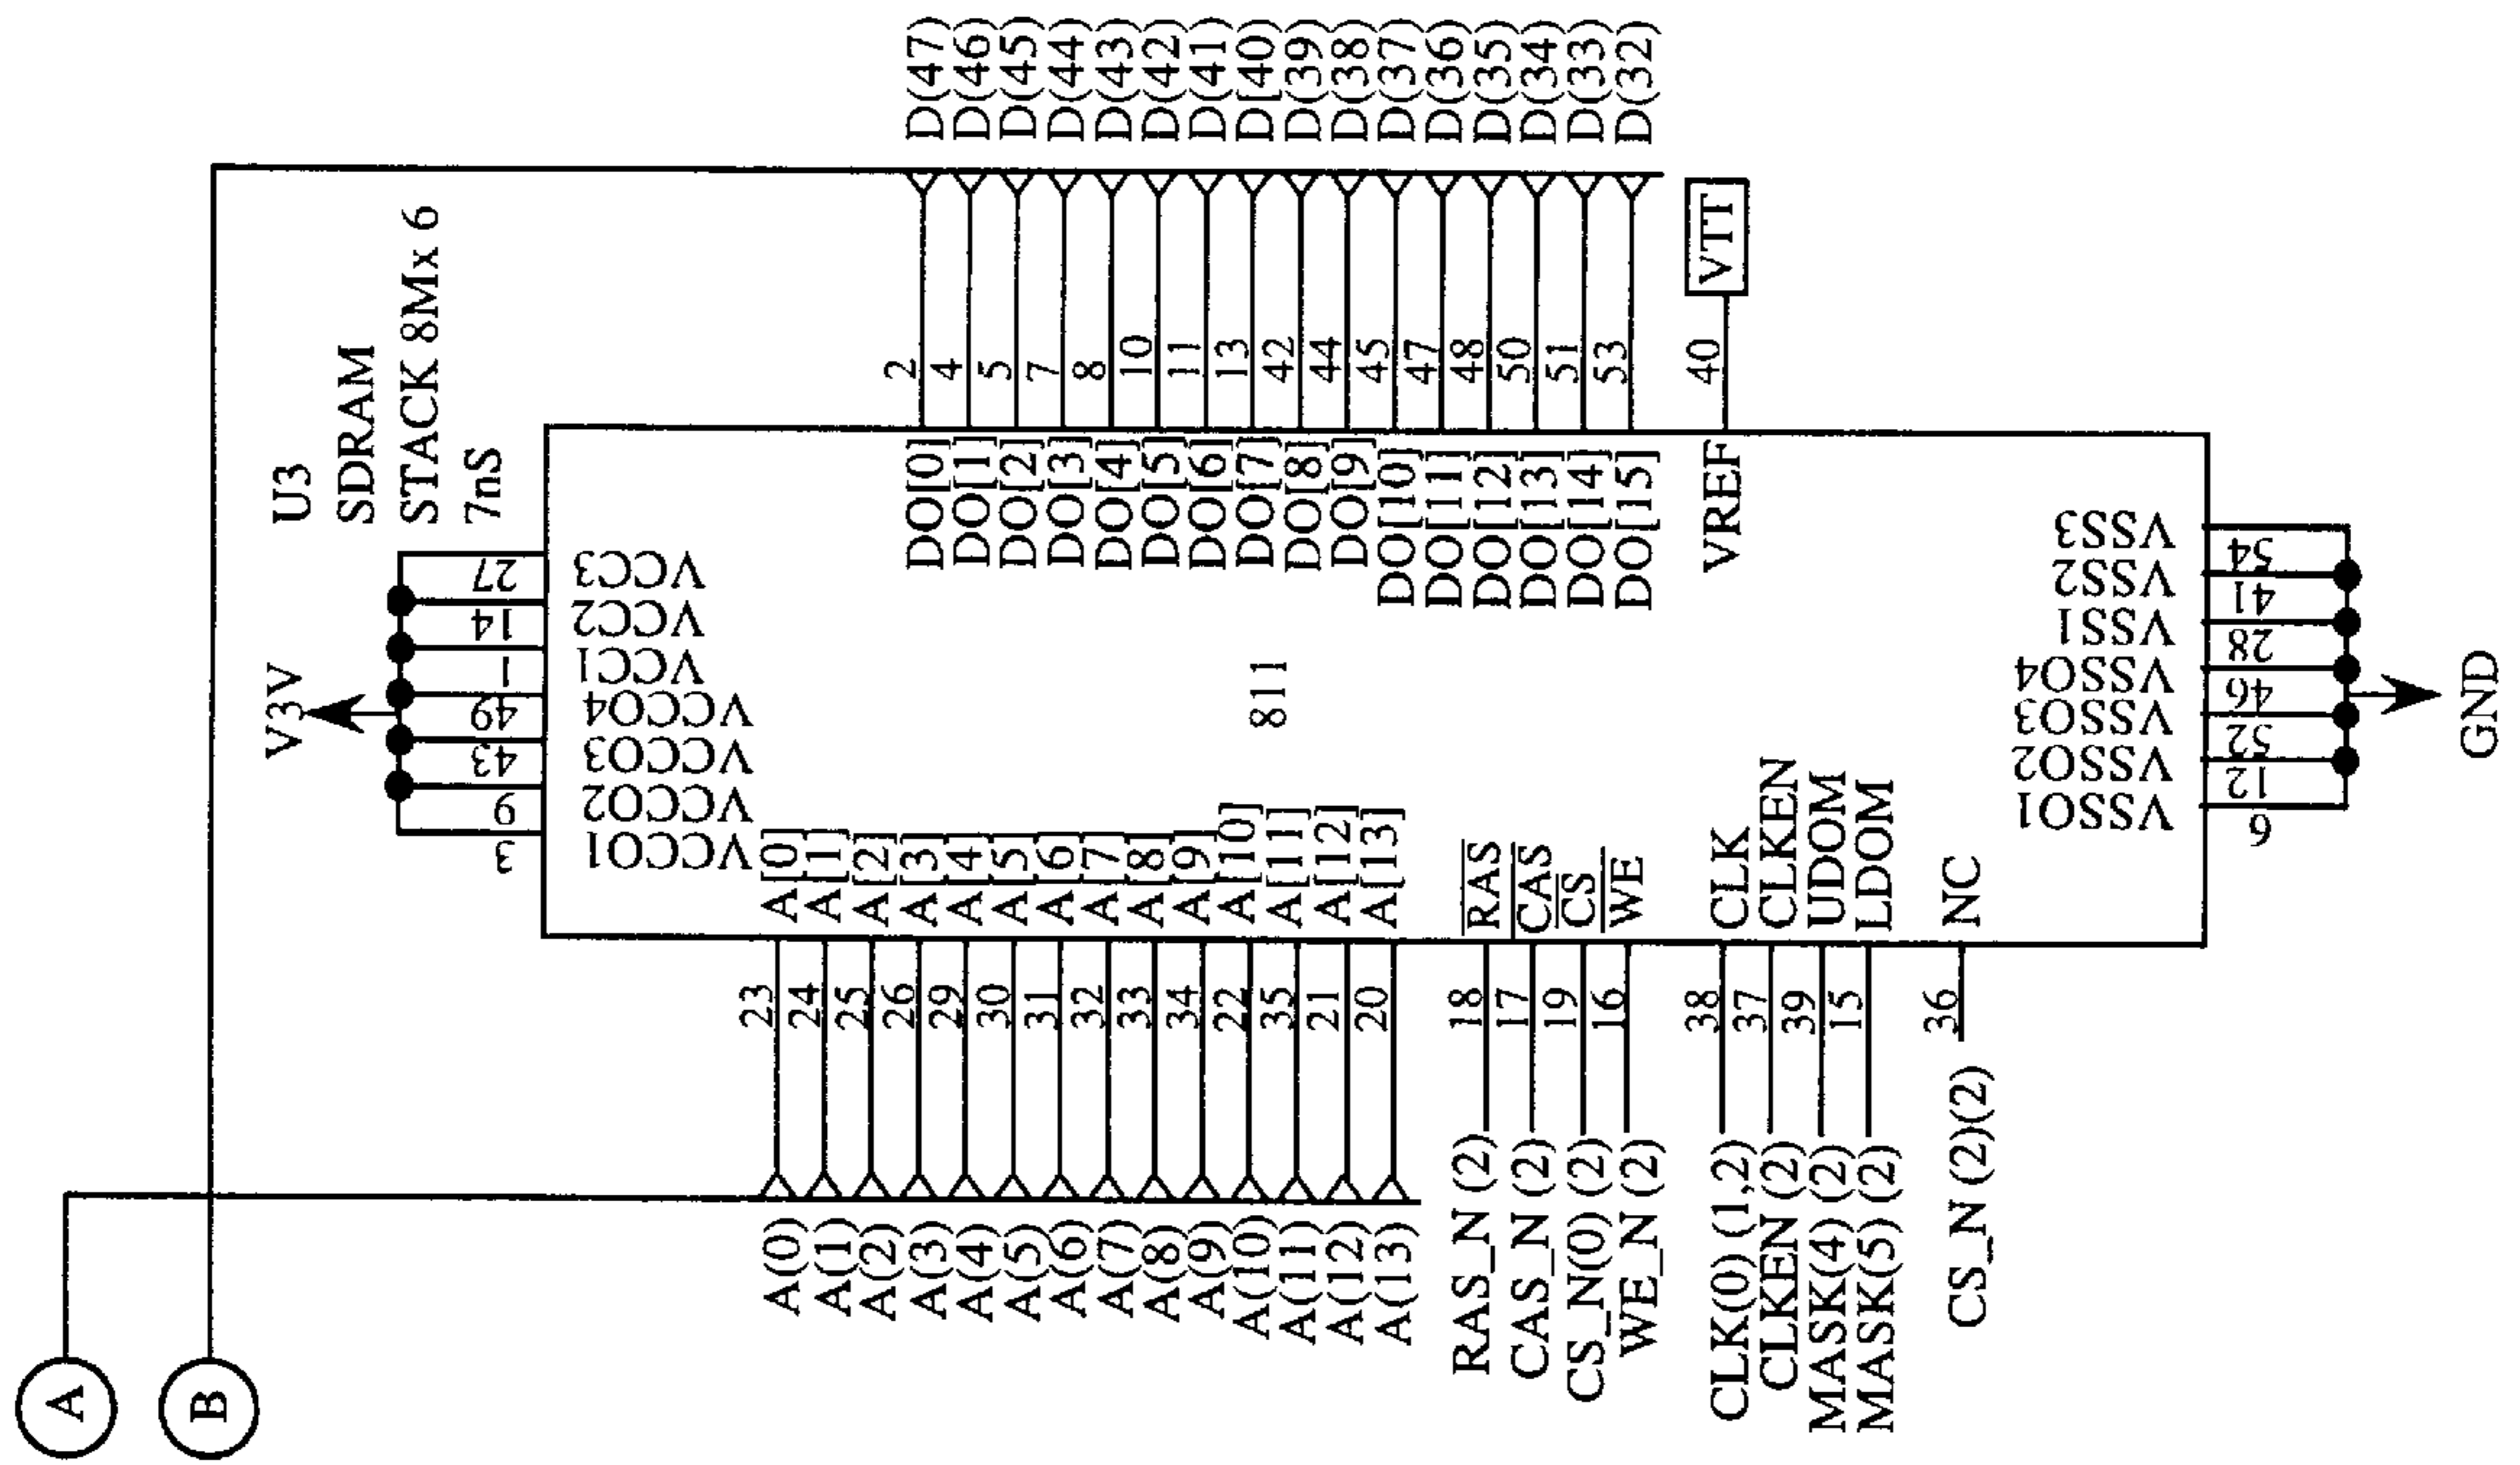 A
B
U3
SDRAM
STACK 8Mx 6
7nS
V3V
3
9
43
49
1
14
27
VCCO1
VCCO2
VCCO3
VCCO4
VCC1
VCC2
VCC3
A(0) 23 A[0]
A(1) 24 A[1]
A(2) 25 A[2]
A(3) 26 A[3]
A(4) 29 A[4]
A(5) 30 A[5]
A(6) 31 A[6]
A(7) 32 A[7]
A(8) 33 A[8]
A(9) 34 A[9]
A(10) 22 A[10]
A(11) 35 A[11]
A(12) 21 A[12]
A(13) 20 A[13]
RAS_N (2) 18 RAS
CAS_N (2) 17 CAS
CS_N(0) (2) 19 CS
WE_N (2) 16 WE
CLK(0) (1,2) 38 CLK
CLKEN (2) 37 CLKEN
MASK(4) (2) 39 UDOM
MASK(5) (2) 15 LDOM
CS_N (2)(2) 36 NC
811
DO[0] 2 D(47)
DO[1] 4 D(46)
DO[2] 5 D(45)
DO[3] 7 D(44)
DO[4] 8 D(43)
DO[5] 10 D(42)
DO[6] 11 D(41)
DO[7] 13 D[40)
DO[8] 42 D(39)
DO[9] 44 D(38)
DO[10] 45 D(37)
DO[11] 47 D(36)
DO[12] 48 D(35)
DO[13] 50 D(34)
DO[14] 51 D(33)
DO[15] 53 D(32)
VREF 40 VTT
VSSO1
VSSO2
VSSO3
VSSO4
VSS1
VSS2
VSS3
6
12
52
46
28
41
54
GND